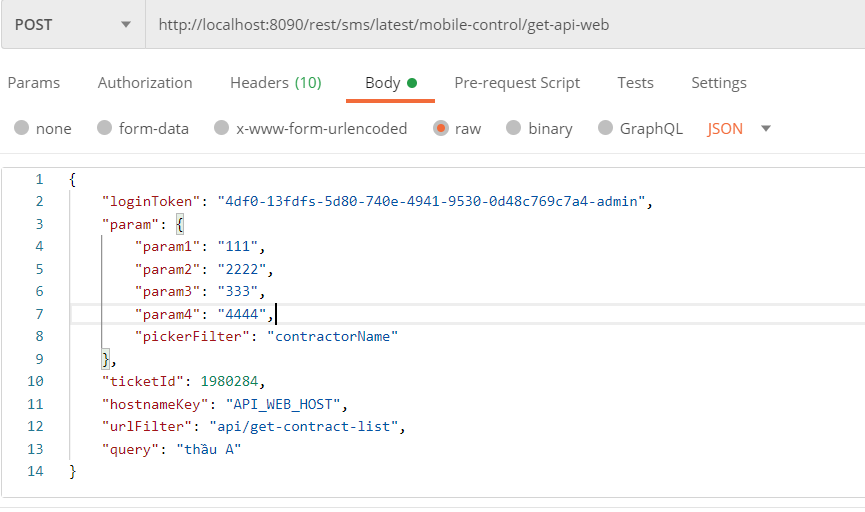 POST http://localhost:8090/rest/sms/latest/mobile-control/get-api-web
Params Authorization Headers (10) Body Pre-request Script Tests Settings
none form-data x-www-form-urlencoded raw binary GraphQL JSON
1 {
2 "loginToken": "4df0-13fdfs-5d80-740e-4941-9530-0d48c769c7a4-admin",
3 "param": {
4 "param1": "111",
5 "param2": "2222",
6 "param3": "333",
7 "param4": "4444",
8 "pickerFilter": "contractorName"
9 },
10 "ticketId": 1980284,
11 "hostnameKey": "API_WEB_HOST",
12 "urlFilter": "api/get-contract-list",
13 "query": "thầu A"
14 }